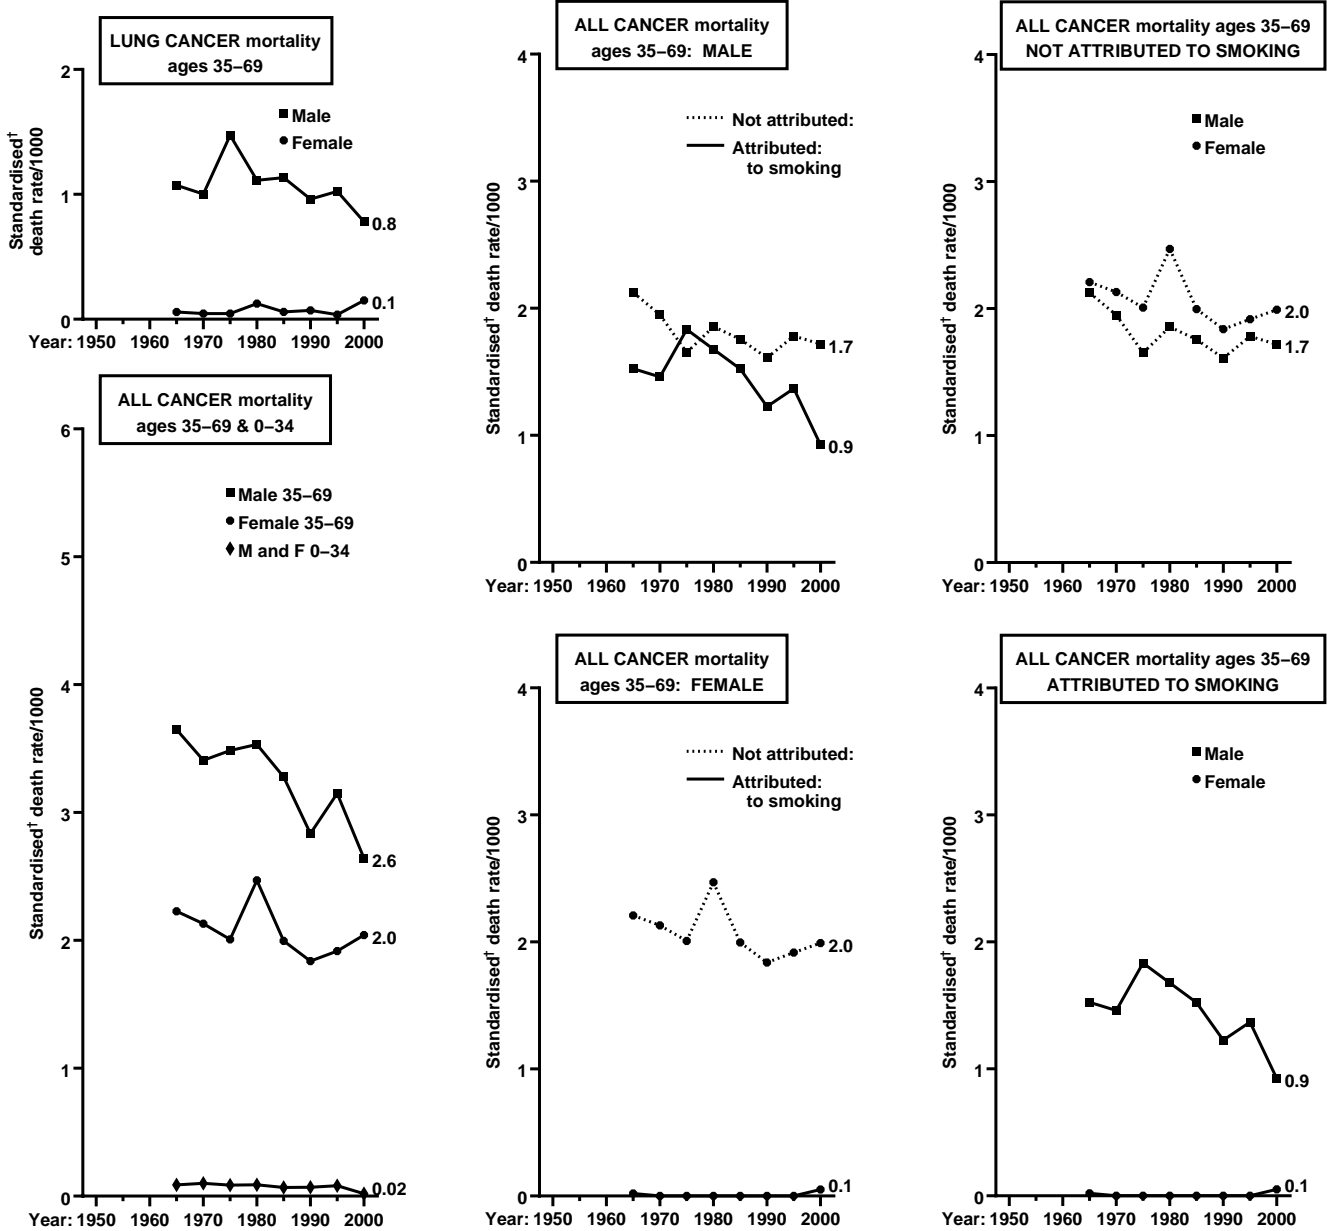 LUNG CANCER mortality
ages 35–69
2
1
0
Standardised†
death rate/1000
Male
Female
0.8
0.1
Year: 1950 1960 1970 1980 1990 2000
ALL CANCER mortality
ages 35–69 & 0–34
6
5
4
3
2
1
0
Standardised† death rate/1000
Male 35–69
Female 35–69
M and F 0–34
2.6
2.0
0.02
Year: 1950 1960 1970 1980 1990 2000
ALL CANCER mortality
ages 35–69: MALE
4
3
2
1
0
Standardised† death rate/1000
Not attributed:
Attributed:
to smoking
1.7
0.9
Year: 1950 1960 1970 1980 1990 2000
ALL CANCER mortality
ages 35–69: FEMALE
4
3
2
1
0
Standardised† death rate/1000
Not attributed:
Attributed:
to smoking
2.0
0.1
Year: 1950 1960 1970 1980 1990 2000
ALL CANCER mortality ages 35–69
NOT ATTRIBUTED TO SMOKING
4
3
2
1
0
Standardised† death rate/1000
Male
Female
2.0
1.7
Year: 1950 1960 1970 1980 1990 2000
ALL CANCER mortality ages 35–69
ATTRIBUTED TO SMOKING
4
3
2
1
0
Standardised† death rate/1000
Male
Female
0.9
0.1
Year: 1950 1960 1970 1980 1990 2000